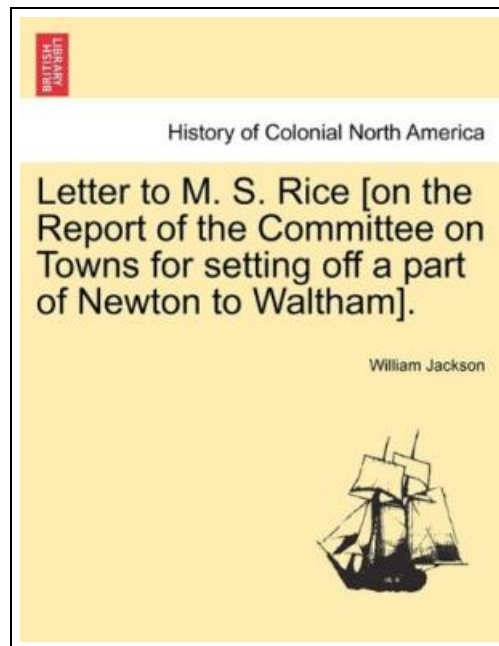 BRITISH
LIBRARY
History of Colonial North America
Letter to M. S. Rice [on the
Report of the Committee on
Towns for setting off a part
of Newton to Waltham].
William Jackson